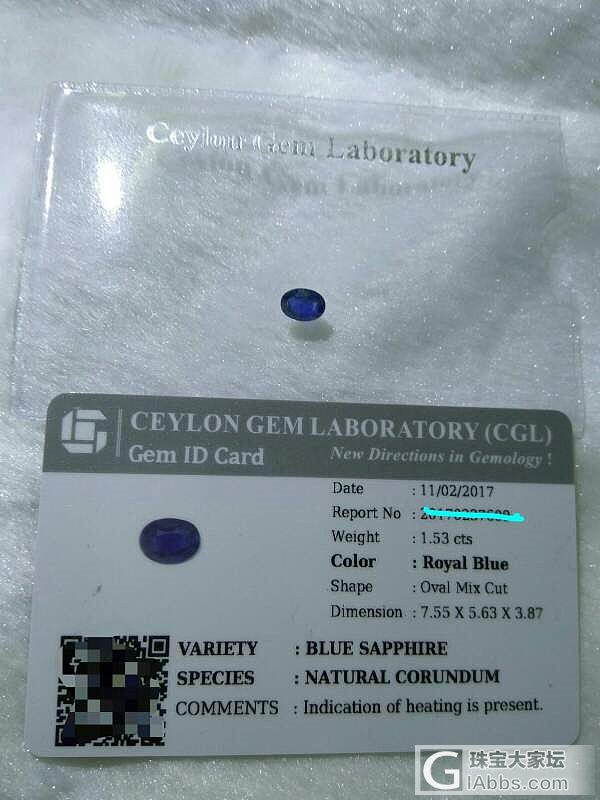 Ceylon Gem Laboratory
CEYLON GEM LABORATORY (CGL)
Gem ID Card
New Directions in Gemology !
Date : 11/02/2017
Report No :
Weight : 1.53 cts
Color : Royal Blue
Shape : Oval Mix Cut
Dimension : 7.55 X 5.63 X 3.87
VARIETY : BLUE SAPPHIRE
SPECIES : NATURAL CORUNDUM
COMMENTS : Indication of heating is present.
珠宝大家坛
iAbbs.com